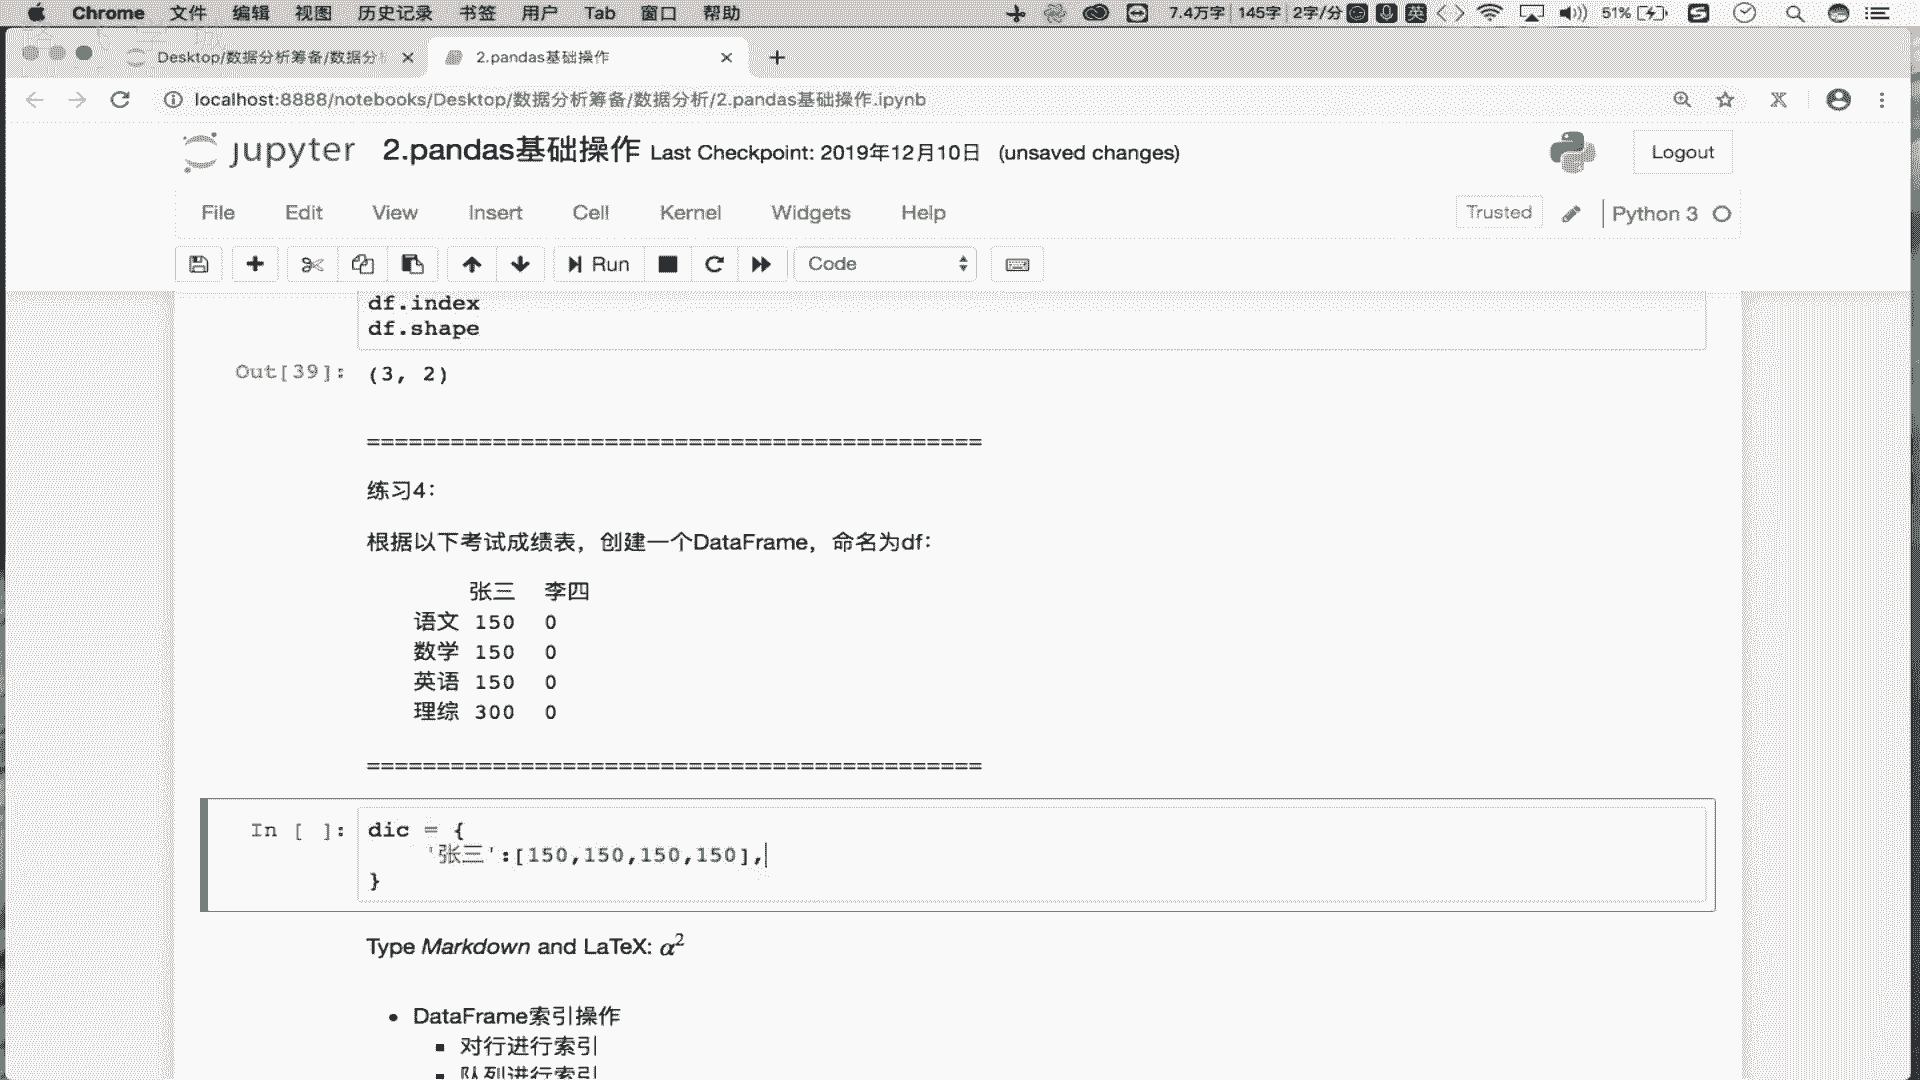 Chrome 文件 编辑 视图 历史记录 书签 用户 Tab 窗口 帮助 7.4万字 145字 2字/分 英 51%
Desktop/数据分析筹备/数据分析
2.pandas基础操作
localhost:8888/notebooks/Desktop/数据分析筹备/数据分析/2.pandas基础操作.ipynb
jupyter 2.pandas基础操作 Last Checkpoint: 2019年12月10日 (unsaved changes)
Logout
File Edit View Insert Cell Kernel Widgets Help
Trusted Python 3
Run Code
df.index
df.shape
Out[39]: (3, 2)
============================================
练习4：
根据以下考试成绩表，创建一个DataFrame，命名为df：
张三 李四
语文 150 0
数学 150 0
英语 150 0
理综 300 0
============================================
In [ ]: dic = {
'张三':[150,150,150,150],
}
Type Markdown and LaTeX: α²
• DataFrame索引操作
▪ 对行进行索引
▪ 队列进行索引